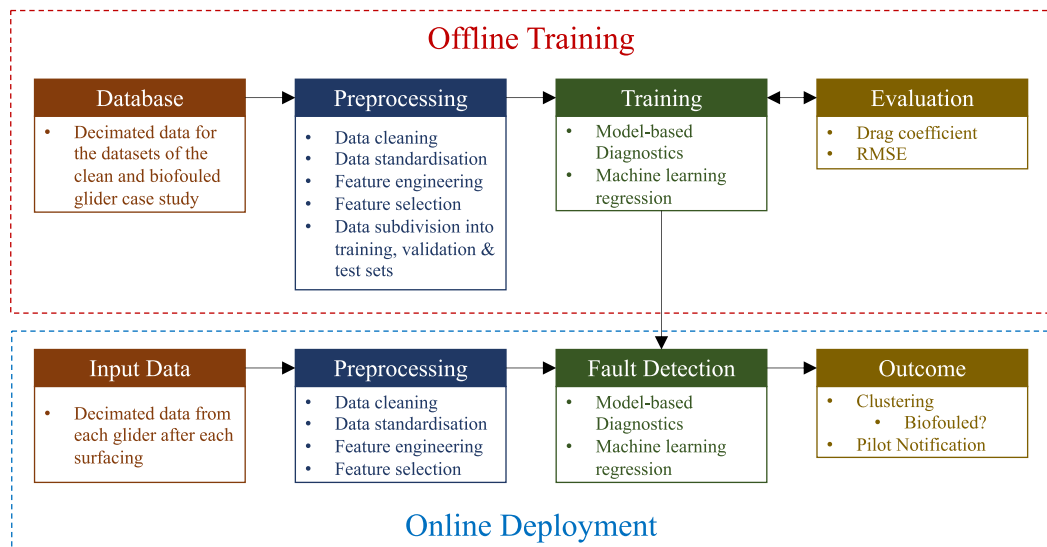 Offline Training
Database
• Decimated data for
the datasets of the
clean and biofouled
glider case study
Preprocessing
• Data cleaning
• Data standardisation
• Feature engineering
• Feature selection
• Data subdivision into
training, validation &
test sets
Training
• Model-based
Diagnostics
• Machine learning
regression
Evaluation
• Drag coefficient
• RMSE
Input Data
• Decimated data from
each glider after each
surfacing
Preprocessing
• Data cleaning
• Data standardisation
• Feature engineering
• Feature selection
Fault Detection
• Model-based
Diagnostics
• Machine learning
regression
Outcome
• Clustering
• Biofouled?
• Pilot Notification
Online Deployment